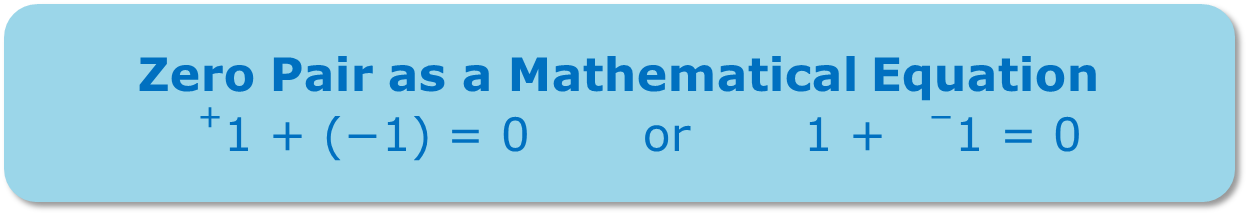 Zero Pair as a Mathematical Equation
⁺1 + (−1) = 0 or 1 + ⁻1 = 0